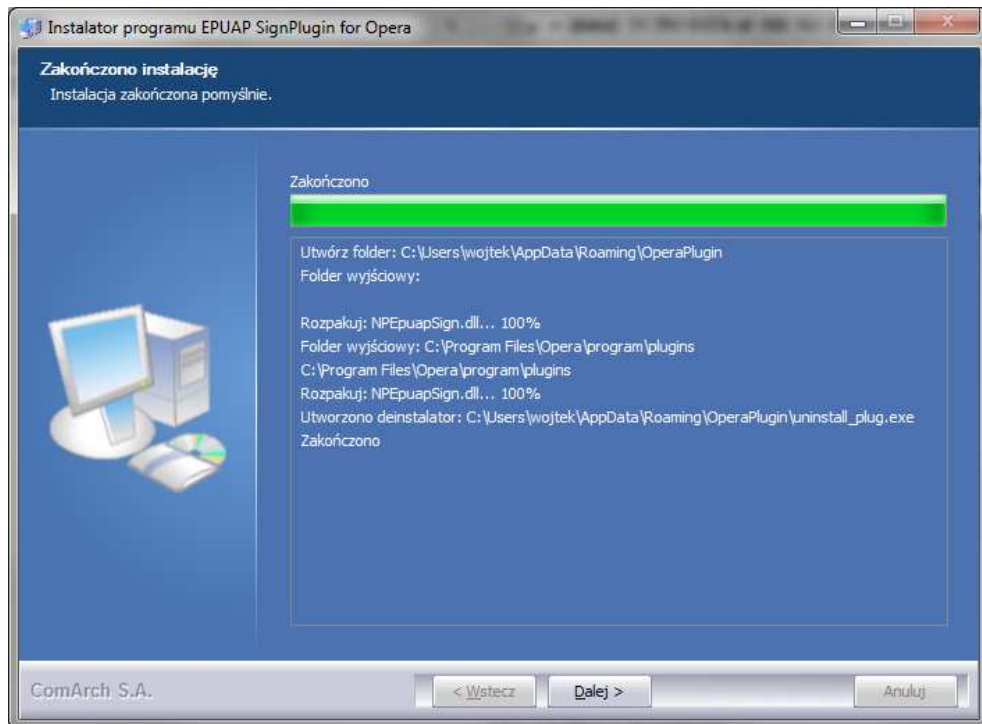 Instalator programu EPUAP SignPlugin for Opera
Zakończono instalację
Instalacja zakończona pomyślnie.
Zakończono
Utwórz folder: C:\Users\wojtek\AppData\Roaming\OperaPlugin
Folder wyjściowy:
Rozpakuj: NPEpuapSign.dll... 100%
Folder wyjściowy: C:\Program Files\Opera\program\plugins
C:\Program Files\Opera\program\plugins
Rozpakuj: NPEpuapSign.dll... 100%
Utworzono deinstalator: C:\Users\wojtek\AppData\Roaming\OperaPlugin\uninstall_plug.exe
Zakończono
ComArch S.A.
< Wstecz
Dalej >
Anuluj